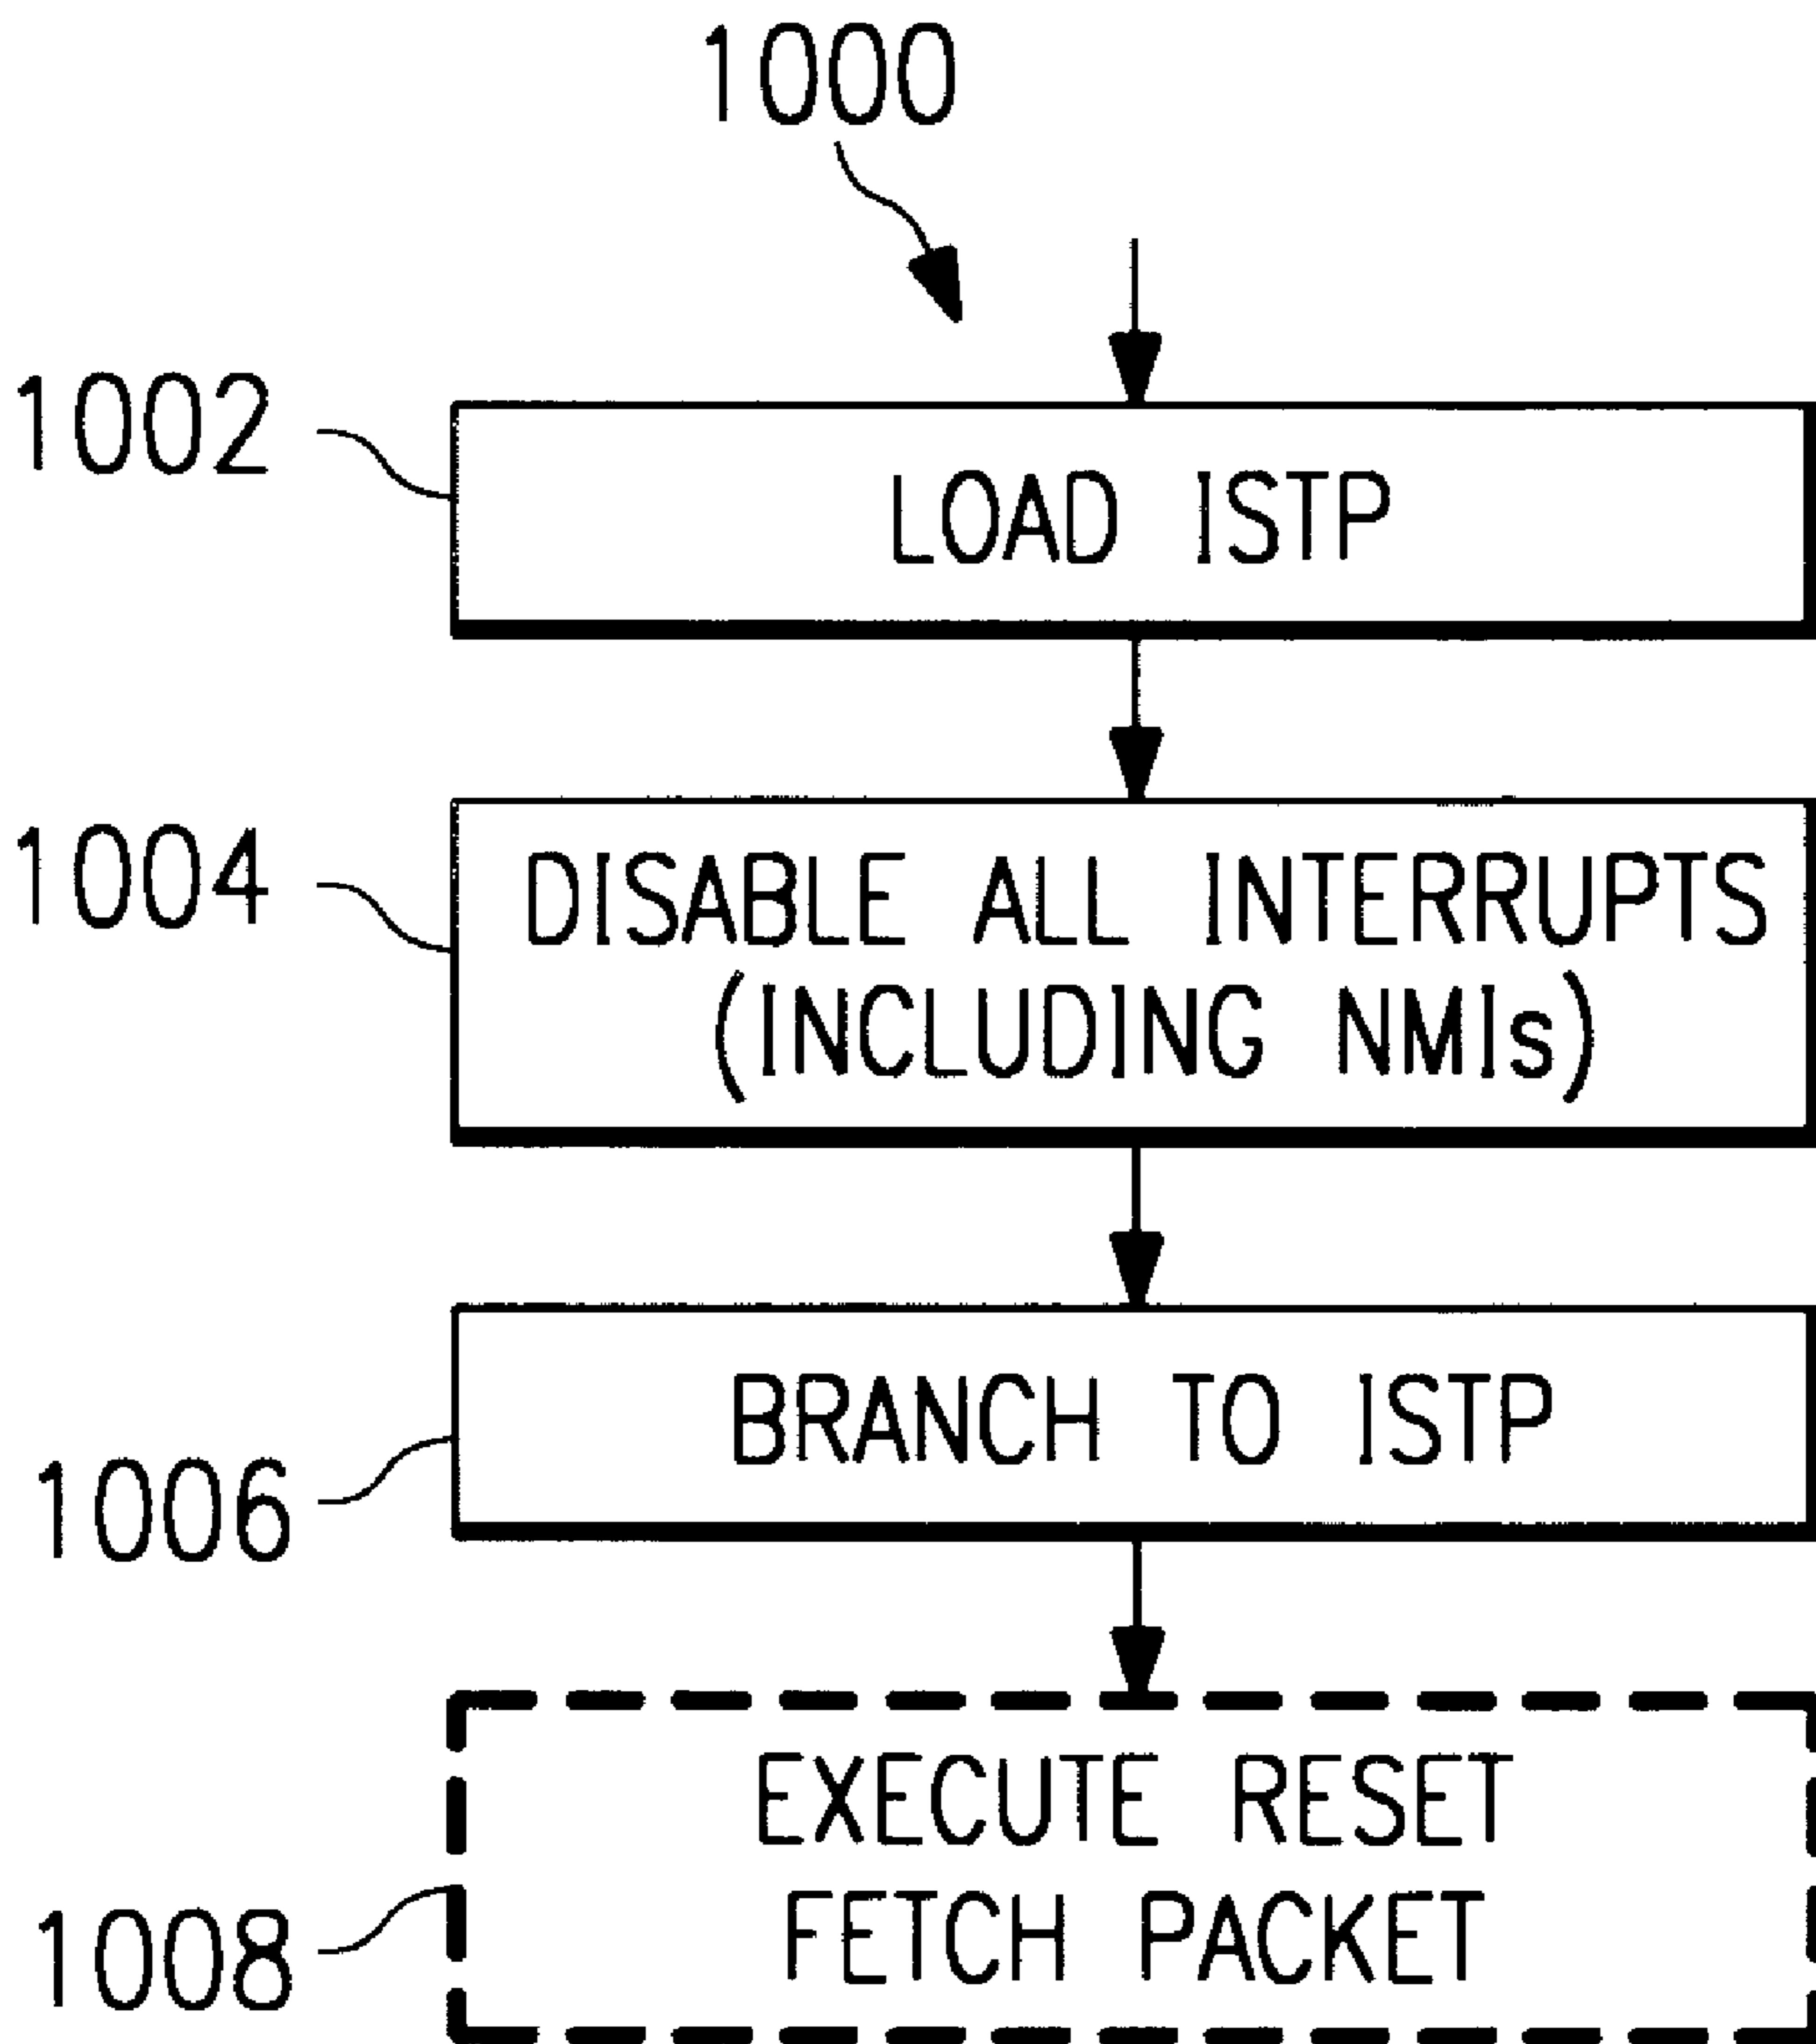 1000
1002
LOAD ISTP
1004
DISABLE ALL INTERRUPTS
(INCLUDING NMIs)
BRANCH TO ISTP
1006
EXECUTE RESET
FETCH PACKET
1008